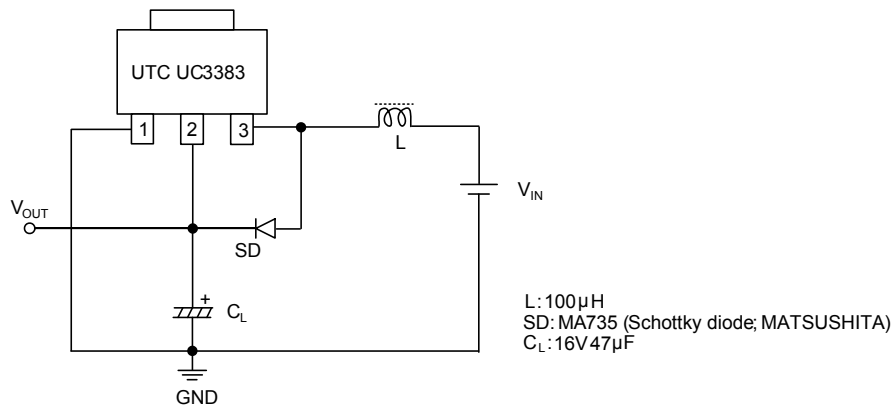 UTC UC3383
1 2 3
L
V_IN
V_OUT
SD
+
C_L
L:100µH
SD: MA735 (Schottky diode; MATSUSHITA)
C_L:16V 47µF
GND